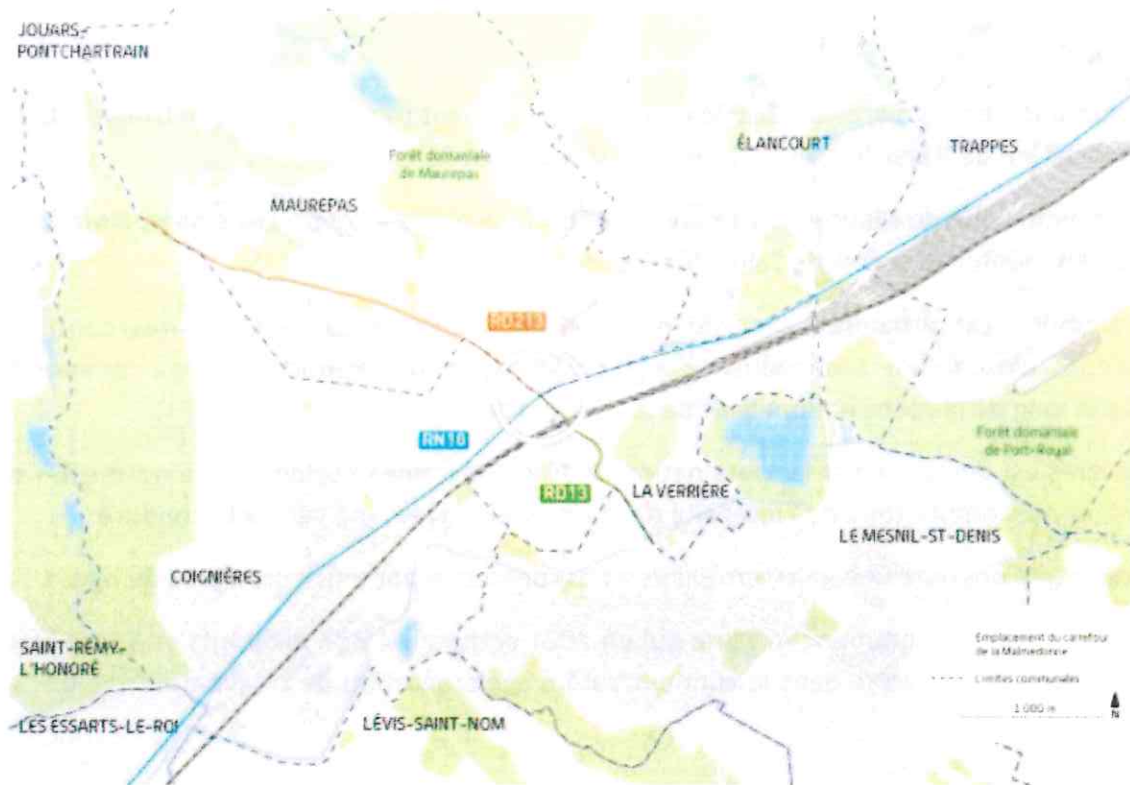 JOUARS-
PONTCHARTRAIN
ÉLANCOURT
TRAPPES
Forêt domaniale
de Maurepas
MAUREPAS
RD213
RN10
Forêt domaniale
de Port-Royal
RD13
LA VERRIÈRE
LE MESNIL-ST-DENIS
COIGNIÈRES
SAINT-RÉMY-
L'HONORÉ
Emplacement du carrefour
de la Malmedonne
Limites communales
LES ESSARTS-LE-ROI
LÉVIS-SAINT-NOM
1 000 m
N